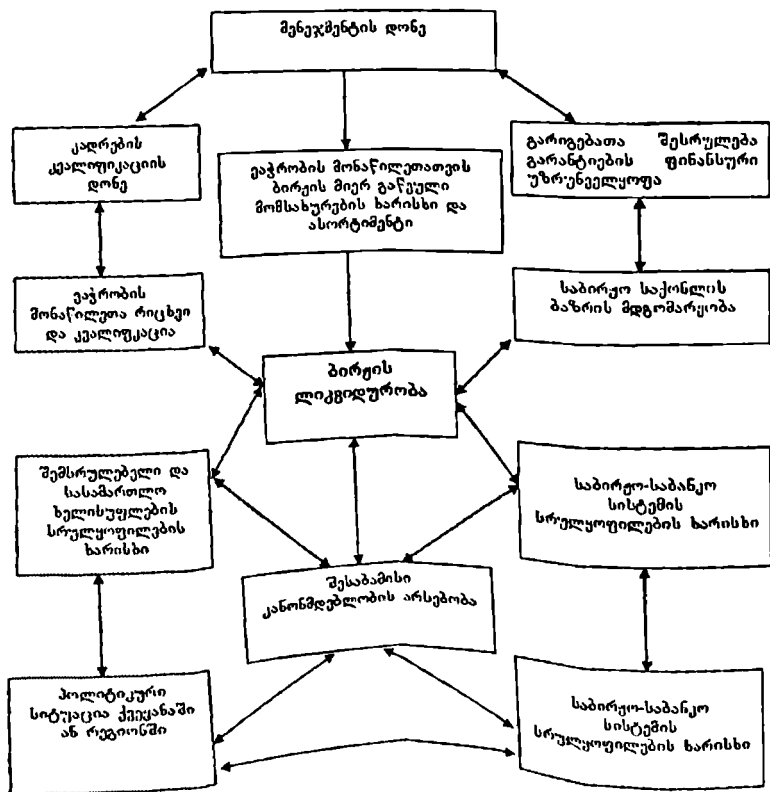 მენეჯმენტის დონე
კადრების
კვალიფიკაციის
დონე
ვაჭრობის მონაწილეთათვის
ბირჟის მიერ გაწეული
მომსახურების ხარისხი და
ასორტიმენტი
გარიგებათა შესრულება
გარანტიების ფინანსური
უზრუნველყოფა
ვაჭრობის
მონაწილეთა რიცხვი
და კვალიფკაცია
საბირჟო საქონლის
ბაზრის მდგომარეობა
ბირჟის
ლიკვიდურობა
შემსრულებელი და
სასამართლო
ხელისუფლების
სრულყოფილების
ხარისხი
საბირჟო-საბანკო
სისტემის
სრულყოფილების ხარისხი
შესაბამისი
კანონმდებლობის არსებობა
პოლიტიკური
სიტუაცია ქვეყანაში
ან რეგიონში
საბირჟო-საბანკო
სისტემის
სრულყოფილების ხარისხი